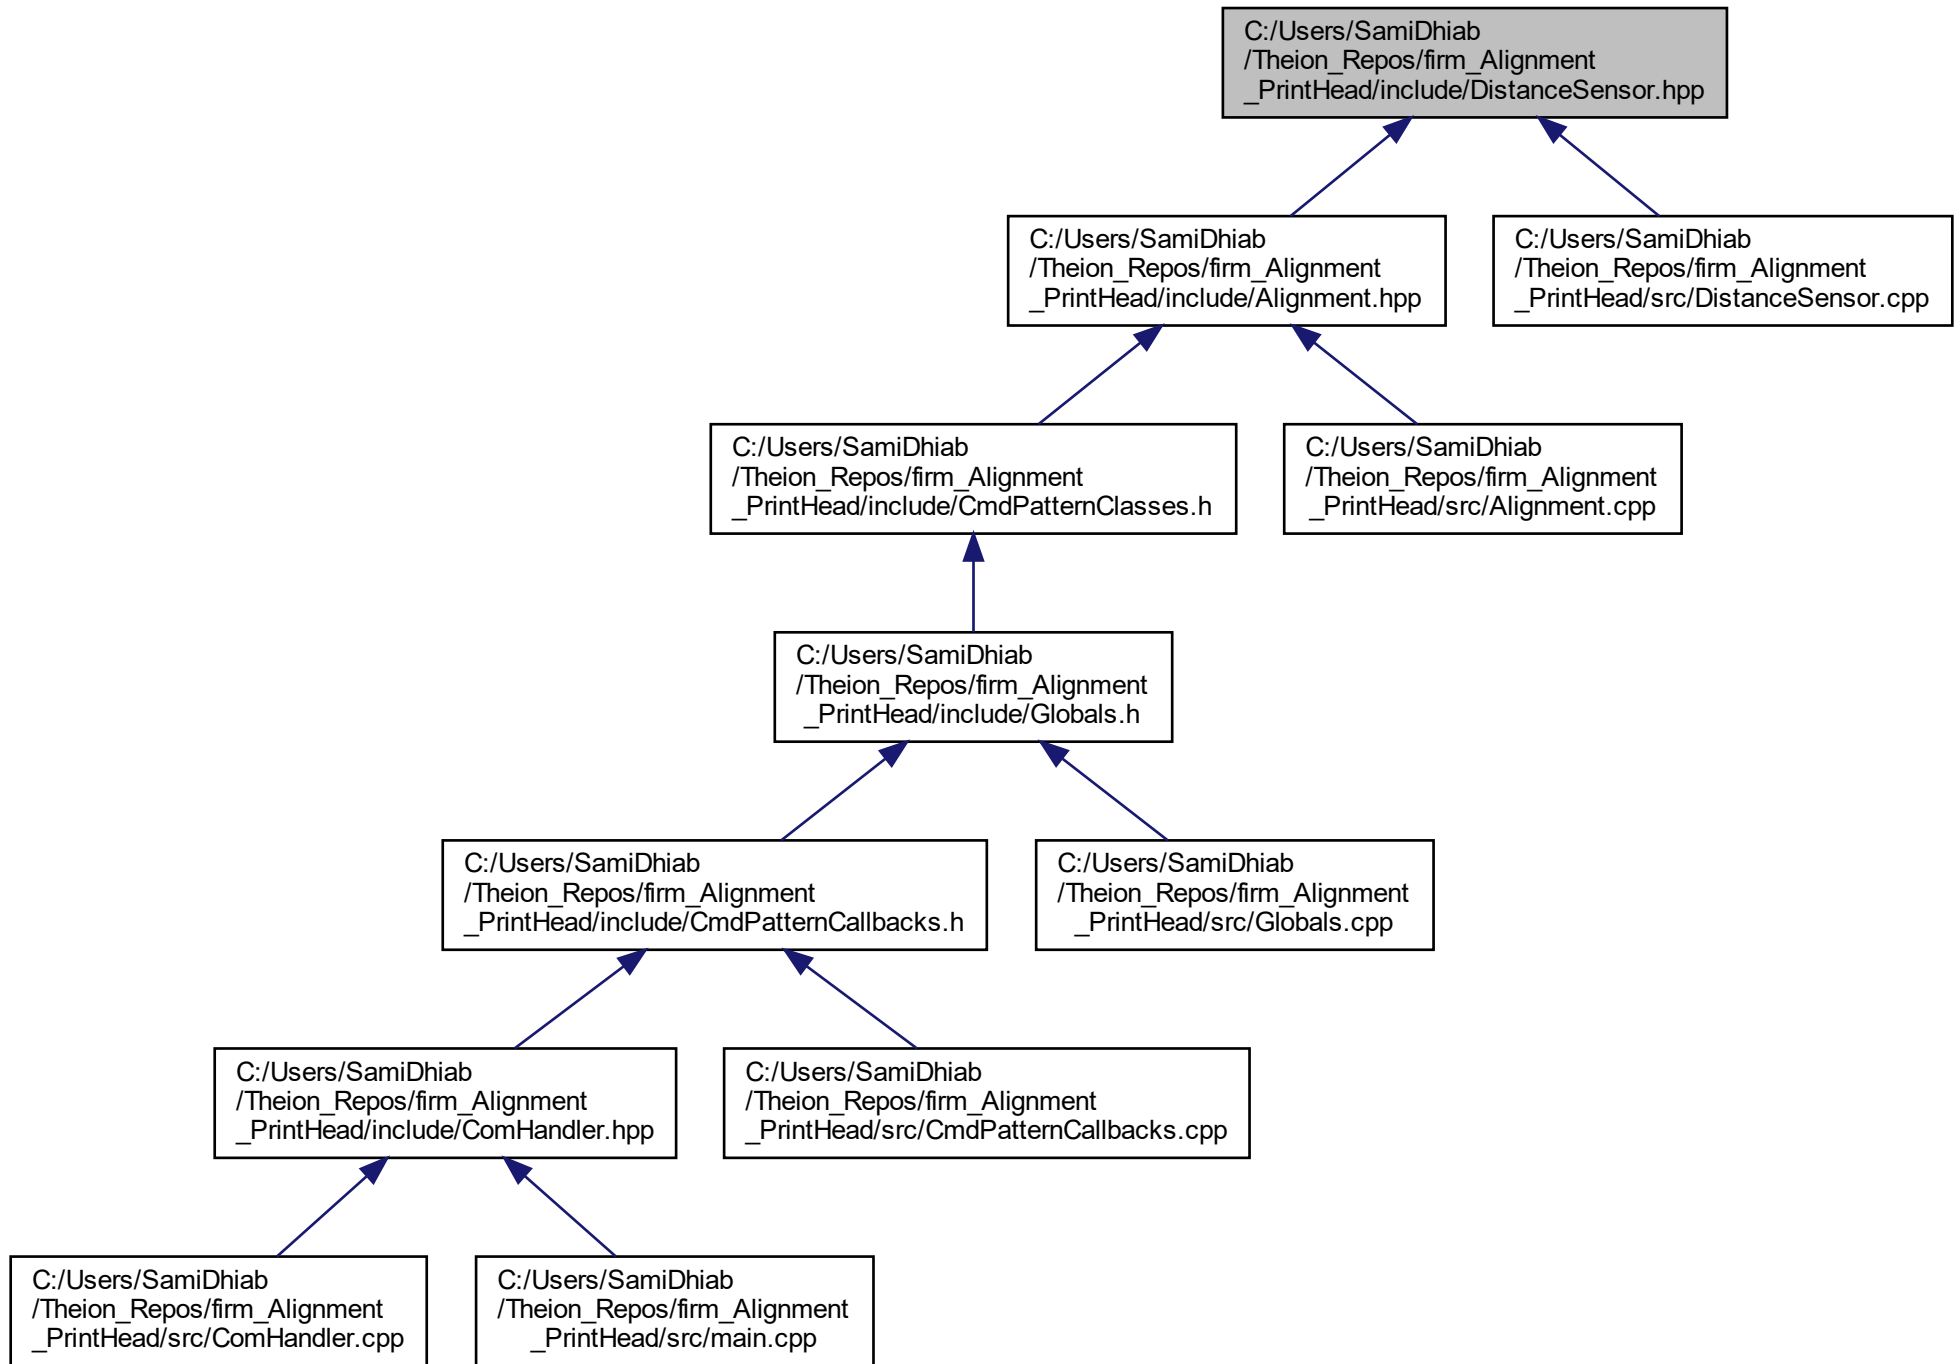 C:/Users/SamiDhiab
/Theion_Repos/firm_Alignment
_PrintHead/include/DistanceSensor.hpp
C:/Users/SamiDhiab
/Theion_Repos/firm_Alignment
_PrintHead/include/Alignment.hpp
C:/Users/SamiDhiab
/Theion_Repos/firm_Alignment
_PrintHead/src/DistanceSensor.cpp
C:/Users/SamiDhiab
/Theion_Repos/firm_Alignment
_PrintHead/include/CmdPatternClasses.h
C:/Users/SamiDhiab
/Theion_Repos/firm_Alignment
_PrintHead/src/Alignment.cpp
C:/Users/SamiDhiab
/Theion_Repos/firm_Alignment
_PrintHead/include/Globals.h
C:/Users/SamiDhiab
/Theion_Repos/firm_Alignment
_PrintHead/include/CmdPatternCallbacks.h
C:/Users/SamiDhiab
/Theion_Repos/firm_Alignment
_PrintHead/src/Globals.cpp
C:/Users/SamiDhiab
/Theion_Repos/firm_Alignment
_PrintHead/include/ComHandler.hpp
C:/Users/SamiDhiab
/Theion_Repos/firm_Alignment
_PrintHead/src/CmdPatternCallbacks.cpp
C:/Users/SamiDhiab
/Theion_Repos/firm_Alignment
_PrintHead/src/ComHandler.cpp
C:/Users/SamiDhiab
/Theion_Repos/firm_Alignment
_PrintHead/src/main.cpp